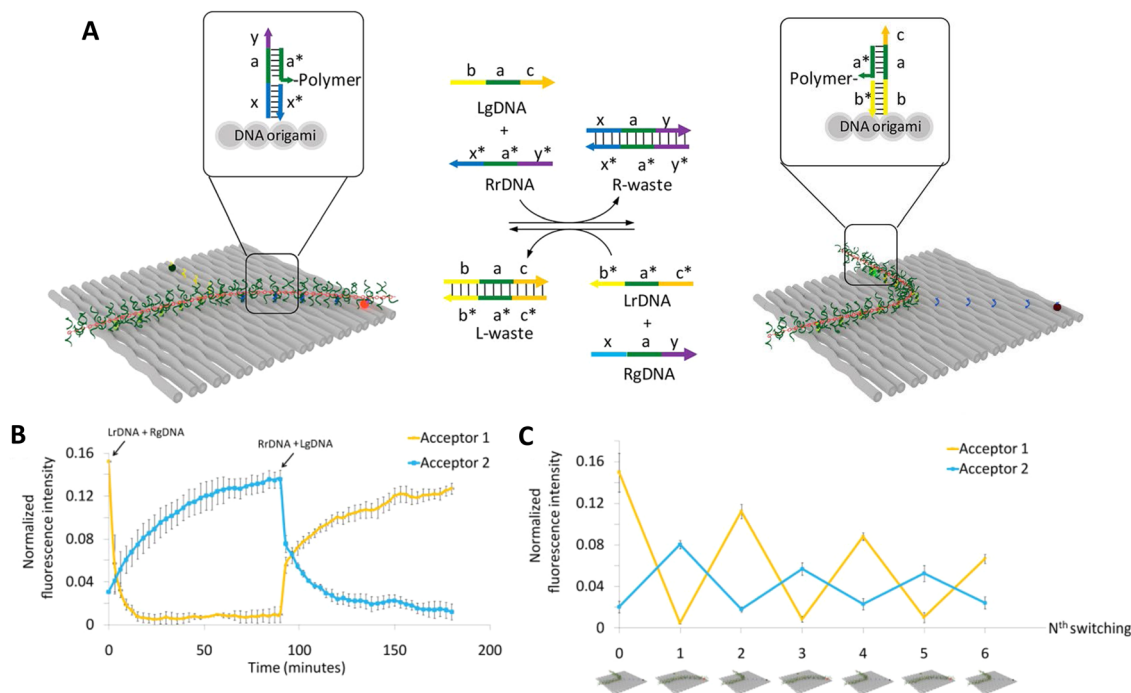 A
y
a
a*
-Polymer
x
x*
DNA origami
b a c
LgDNA
+
x* a* y*
RrDNA
x a y
x* a* y*
R-waste
b a c
b* a* c*
L-waste
b* a* c*
LrDNA
+
x a y
RgDNA
c
a*
a
Polymer-
b*
b
DNA origami
B
LrDNA + RgDNA
RrDNA + LgDNA
Acceptor 1
Acceptor 2
Normalized
fluorescence intensity
0.16
0.12
0.08
0.04
0
0 50 100 150 200
Time (minutes)
C
Acceptor 1
Acceptor 2
Normalized
fluorescence intensity
0.16
0.12
0.08
0.04
0
0 1 2 3 4 5 6
Nth switching